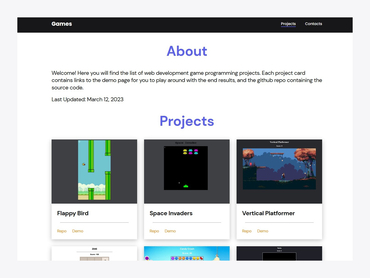 Games
Projects
Contacts
About
Welcome! Here you will find the list of web development game programming projects. Each project card
contains links to the demo page for you to play around with the end results, and the github repo containing the
source code.
Last Updated: March 12, 2023
Projects
Flappy Bird
Space Invaders
Vertical Platformer
Repo
Demo
Repo
Demo
Repo
Demo